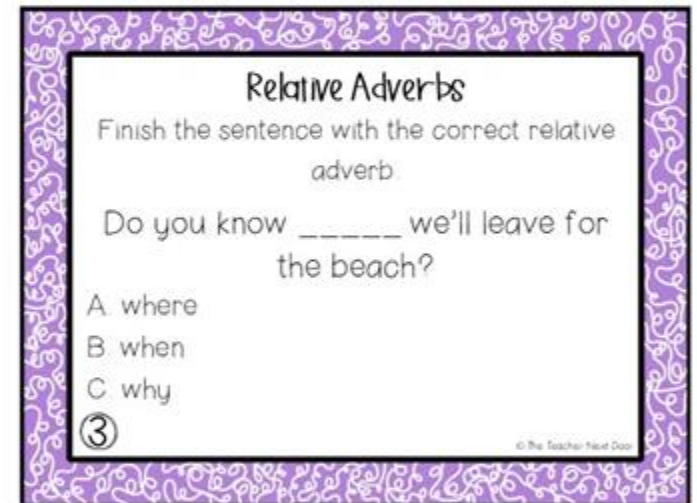 Relative Adverbs
Finish the sentence with the correct relative
adverb
Do you know _____ we'll leave for
the beach?
A. where
B. when
C. why
3
© The Teacher Next Door